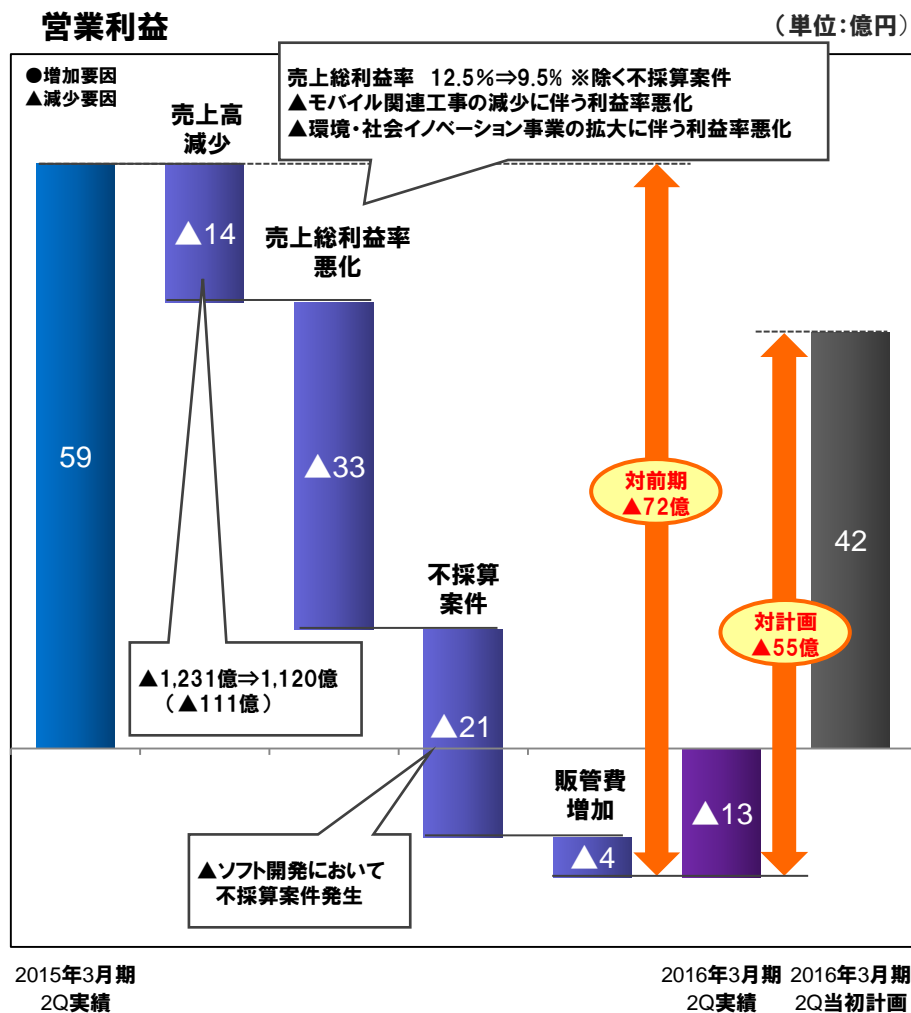 営業利益
（単位:億円）
●増加要因
▲減少要因
売上総利益率 12.5%⇒9.5% ※除く不採算案件
▲モバイル関連工事の減少に伴う利益率悪化
▲環境・社会イノベーション事業の拡大に伴う利益率悪化
売上高
減少
▲14
売上総利益率
悪化
59
▲33
対前期
▲72億
42
不採算
案件
対計画
▲55億
▲1,231億⇒1,120億
（▲111億）
▲21
販管費
増加
▲13
▲4
▲ソフト開発において
不採算案件発生
2015年3月期
2Q実績
2016年3月期
2Q実績
2016年3月期
2Q当初計画